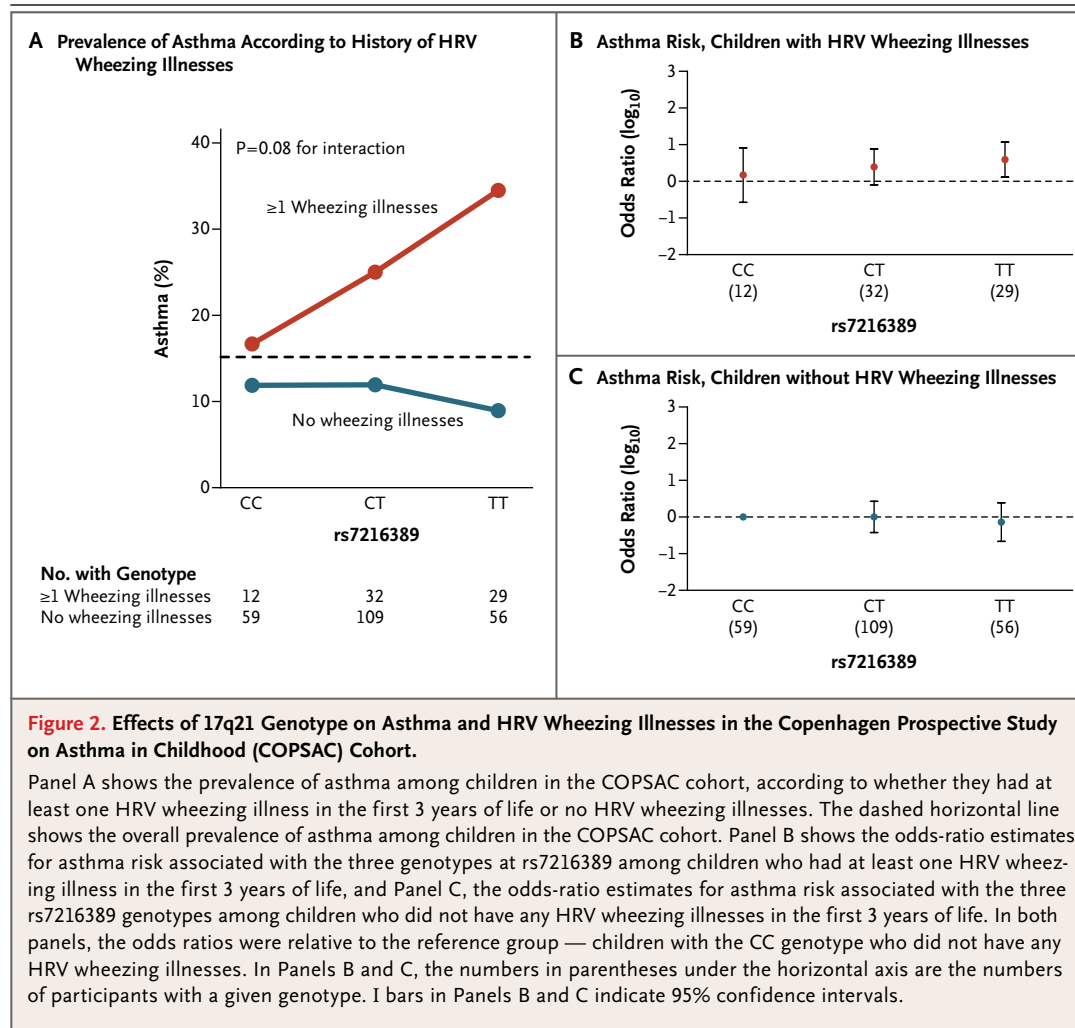 A Prevalence of Asthma According to History of HRV
Wheezing Illnesses
40
30
20
10
0
Asthma (%)
P=0.08 for interaction
≥1 Wheezing illnesses
No wheezing illnesses
CC CT TT
rs7216389
No. with Genotype
≥1 Wheezing illnesses 12 32 29
No wheezing illnesses 59 109 56
B Asthma Risk, Children with HRV Wheezing Illnesses
3
2
1
0
−1
−2
Odds Ratio (log10)
CC CT TT
(12) (32) (29)
rs7216389
C Asthma Risk, Children without HRV Wheezing Illnesses
3
2
1
0
−1
−2
Odds Ratio (log10)
CC CT TT
(59) (109) (56)
rs7216389
Figure 2. Effects of 17q21 Genotype on Asthma and HRV Wheezing Illnesses in the Copenhagen Prospective Study
on Asthma in Childhood (COPSAC) Cohort.
Panel A shows the prevalence of asthma among children in the COPSAC cohort, according to whether they had at
least one HRV wheezing illness in the first 3 years of life or no HRV wheezing illnesses. The dashed horizontal line
shows the overall prevalence of asthma among children in the COPSAC cohort. Panel B shows the odds-ratio estimates
for asthma risk associated with the three genotypes at rs7216389 among children who had at least one HRV wheez-
ing illness in the first 3 years of life, and Panel C, the odds-ratio estimates for asthma risk associated with the three
rs7216389 genotypes among children who did not have any HRV wheezing illnesses in the first 3 years of life. In both
panels, the odds ratios were relative to the reference group — children with the CC genotype who did not have any
HRV wheezing illnesses. In Panels B and C, the numbers in parentheses under the horizontal axis are the numbers
of participants with a given genotype. I bars in Panels B and C indicate 95% confidence intervals.